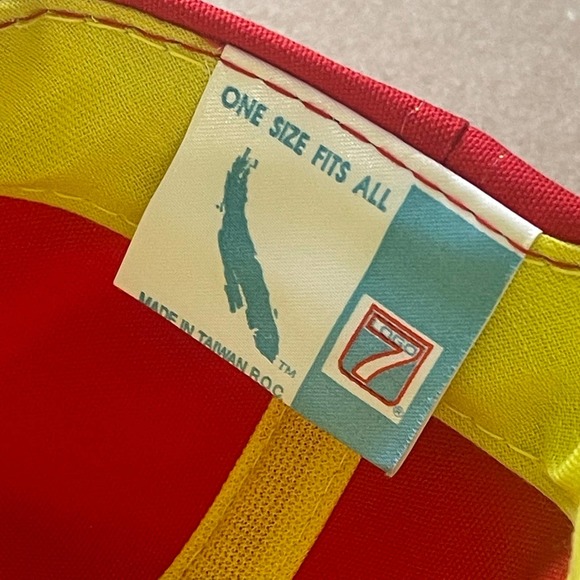 ONE SIZE FITS ALL
MADE IN TAIWAN R.O.C.
TM
LOGO
7
®